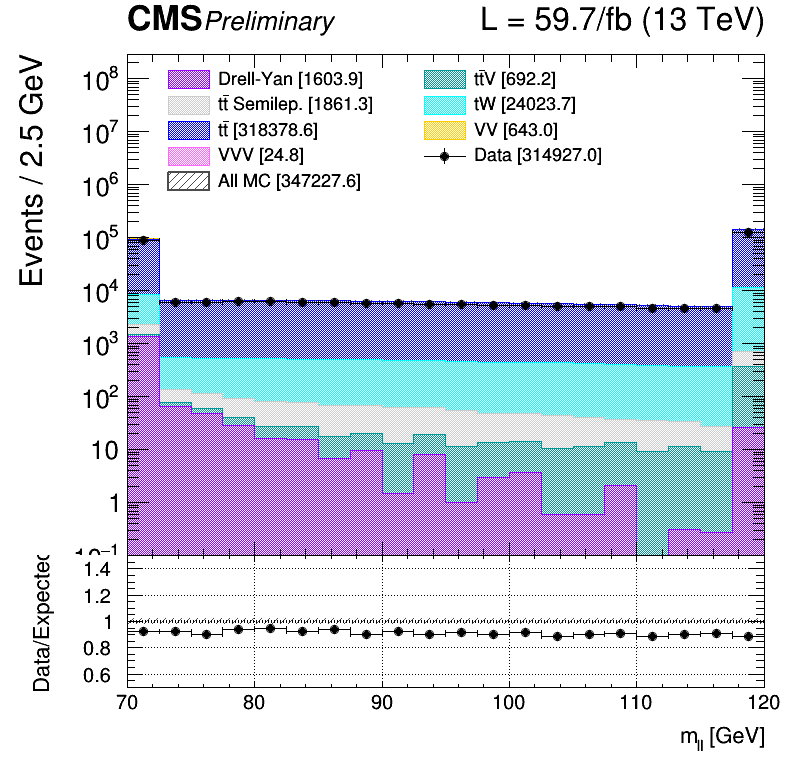 CMS Preliminary L = 59.7/fb (13 TeV)
Events / 2.5 GeV
Drell-Yan [1603.9]
tt̄ Semilep. [1861.3]
tt̄ [318378.6]
VVV [24.8]
All MC [347227.6]
tt̄V [692.2]
tW [24023.7]
VV [643.0]
Data [314927.0]
10⁸
10⁷
10⁶
10⁵
10⁴
10³
10²
10
1
10⁻¹
Data/Expected
1.4
1.2
1
0.8
0.6
70 80 90 100 110 120
m_ll [GeV]